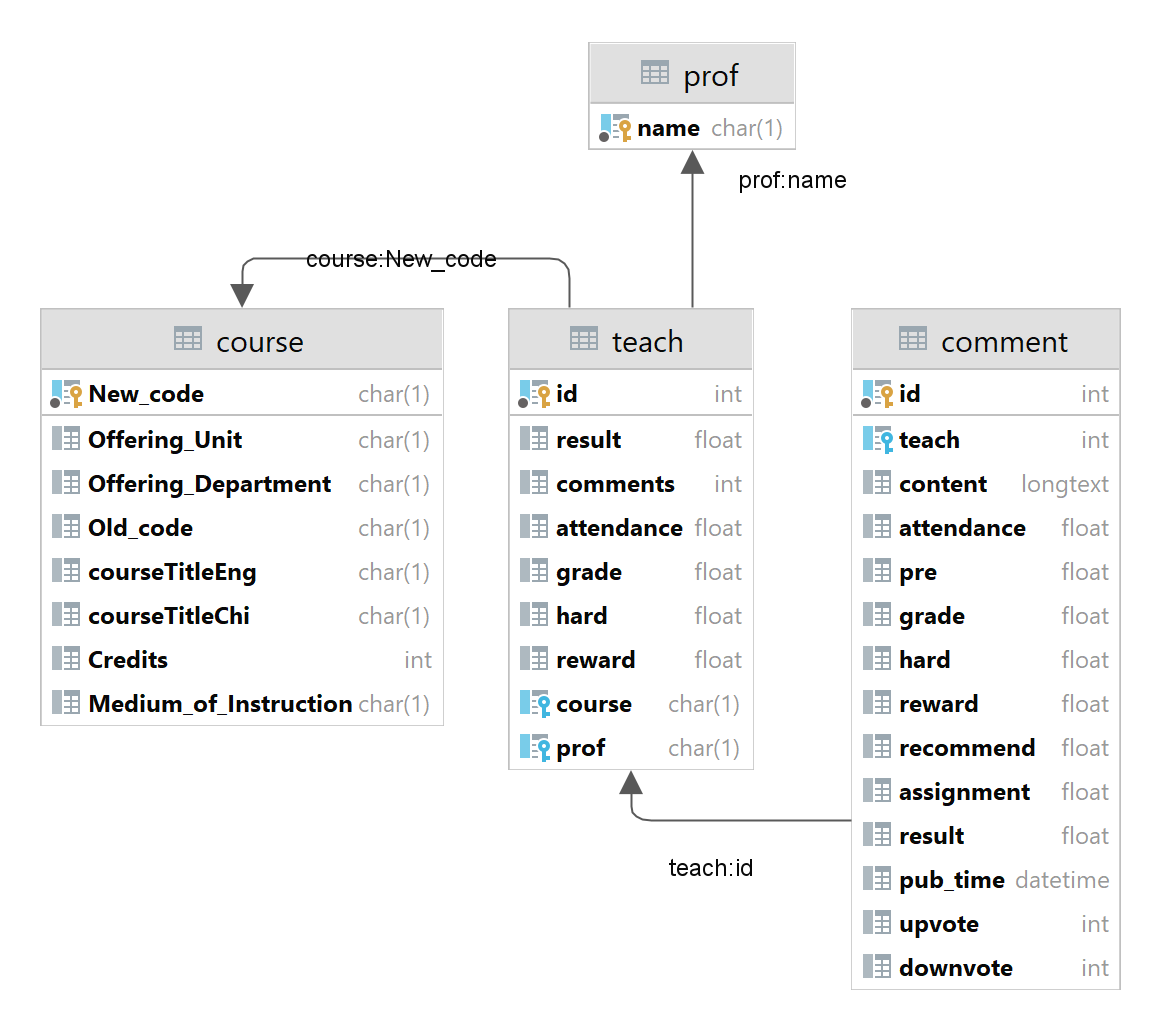 prof
name char(1)
prof:name
course:New_code
course
New_code char(1)
Offering_Unit char(1)
Offering_Department char(1)
Old_code char(1)
courseTitleEng char(1)
courseTitleChi char(1)
Credits int
Medium_of_Instruction char(1)
teach
id int
result float
comments int
attendance float
grade float
hard float
reward float
course char(1)
prof char(1)
teach:id
comment
id int
teach int
content longtext
attendance float
pre float
grade float
hard float
reward float
recommend float
assignment float
result float
pub_time datetime
upvote int
downvote int